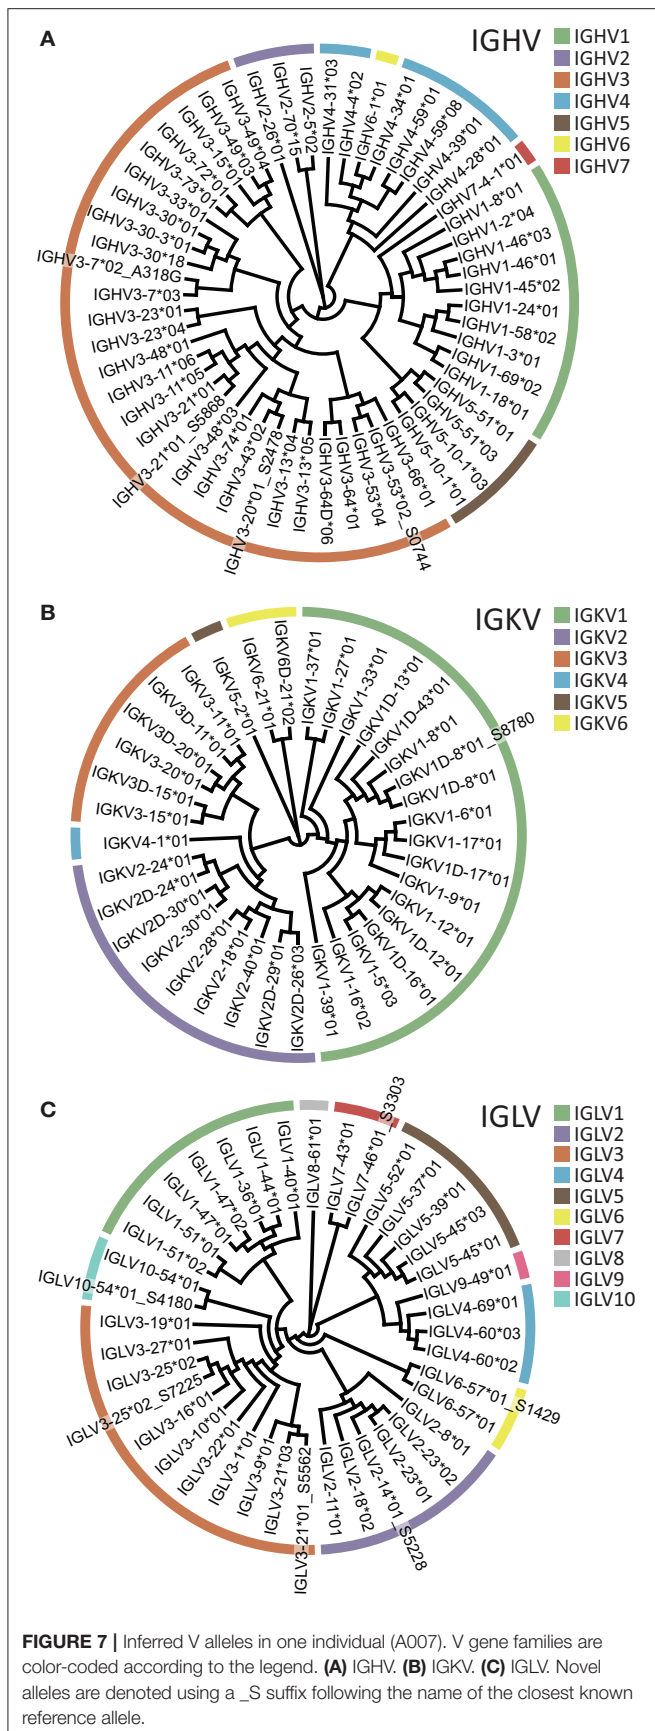 A
IGHV
IGHV1
IGHV2
IGHV3
IGHV4
IGHV5
IGHV6
IGHV7
IGHV4-31*03
IGHV4-4*02
IGHV6-1*01
IGHV4-34*01
IGHV4-59*01
IGHV4-59*08
IGHV4-39*01
IGHV4-28*01
IGHV7-4-1*01
IGHV1-8*01
IGHV1-2*04
IGHV1-46*03
IGHV1-46*01
IGHV1-45*02
IGHV1-24*01
IGHV1-58*02
IGHV1-3*01
IGHV1-69*02
IGHV1-18*01
IGHV5-51*01
IGHV5-51*03
IGHV5-10-1*03
IGHV5-10-1*01
IGHV3-66*01
IGHV3-53*02_S0744
IGHV3-53*04
IGHV3-64*01
IGHV3-64D*06
IGHV3-13*05
IGHV3-13*04
IGHV3-20*01_S2478
IGHV3-43*02
IGHV3-74*01
IGHV3-48*03
IGHV3-21*01_S5868
IGHV3-21*01
IGHV3-11*05
IGHV3-11*06
IGHV3-48*01
IGHV3-23*04
IGHV3-23*01
IGHV3-7*03
IGHV3-7*02_A318G
IGHV3-30*18
IGHV3-30-3*01
IGHV3-30*01
IGHV3-33*01
IGHV3-73*01
IGHV3-72*01
IGHV3-15*01
IGHV3-49*03
IGHV3-49*04
IGHV2-26*01
IGHV2-70*15
IGHV2-5*02
B
IGKV
IGKV1
IGKV2
IGKV3
IGKV4
IGKV5
IGKV6
IGKV1-37*01
IGKV1-27*01
IGKV1-33*01
IGKV1D-13*01
IGKV1D-43*01
IGKV1-8*01
IGKV1D-8*01_S8780
IGKV1D-8*01
IGKV1-6*01
IGKV1-17*01
IGKV1D-17*01
IGKV1-9*01
IGKV1-12*01
IGKV1D-12*01
IGKV1D-16*01
IGKV1-5*03
IGKV1-16*02
IGKV1-39*01
IGKV2D-26*03
IGKV2D-29*01
IGKV2-40*01
IGKV2-18*01
IGKV2-28*01
IGKV2-30*01
IGKV2D-30*01
IGKV2D-24*01
IGKV2-24*01
IGKV4-1*01
IGKV3-15*01
IGKV3D-15*01
IGKV3-20*01
IGKV3D-20*01
IGKV3D-11*01
IGKV3-11*01
IGKV5-2*01
IGKV6-21*01
IGKV6D-21*02
C
IGLV
IGLV1
IGLV2
IGLV3
IGLV4
IGLV5
IGLV6
IGLV7
IGLV8
IGLV9
IGLV10
IGLV8-61*01
IGLV7-43*01
IGLV7-46*01_S3303
IGLV5-52*01
IGLV5-37*01
IGLV5-39*01
IGLV5-45*03
IGLV5-45*01
IGLV9-49*01
IGLV4-69*01
IGLV4-60*03
IGLV4-60*02
IGLV6-57*01_S1429
IGLV6-57*01
IGLV2-8*01
IGLV2-23*02
IGLV2-23*01
IGLV2-14*01_S5228
IGLV2-18*02
IGLV2-11*01
IGLV3-21*01_S5562
IGLV3-21*03
IGLV3-9*01
IGLV3-1*01
IGLV3-22*01
IGLV3-10*01
IGLV3-16*01
IGLV3-25*02_S7225
IGLV3-25*02
IGLV3-27*01
IGLV3-19*01
IGLV10-54*01_S4180
IGLV10-54*01
IGLV1-51*02
IGLV1-51*01
IGLV1-47*01
IGLV1-47*02
IGLV1-36*01
IGLV1-44*01
IGLV1-40*01
FIGURE 7 | Inferred V alleles in one individual (A007). V gene families are
color-coded according to the legend. (A) IGHV. (B) IGKV. (C) IGLV. Novel
alleles are denoted using a _S suffix following the name of the closest known
reference allele.